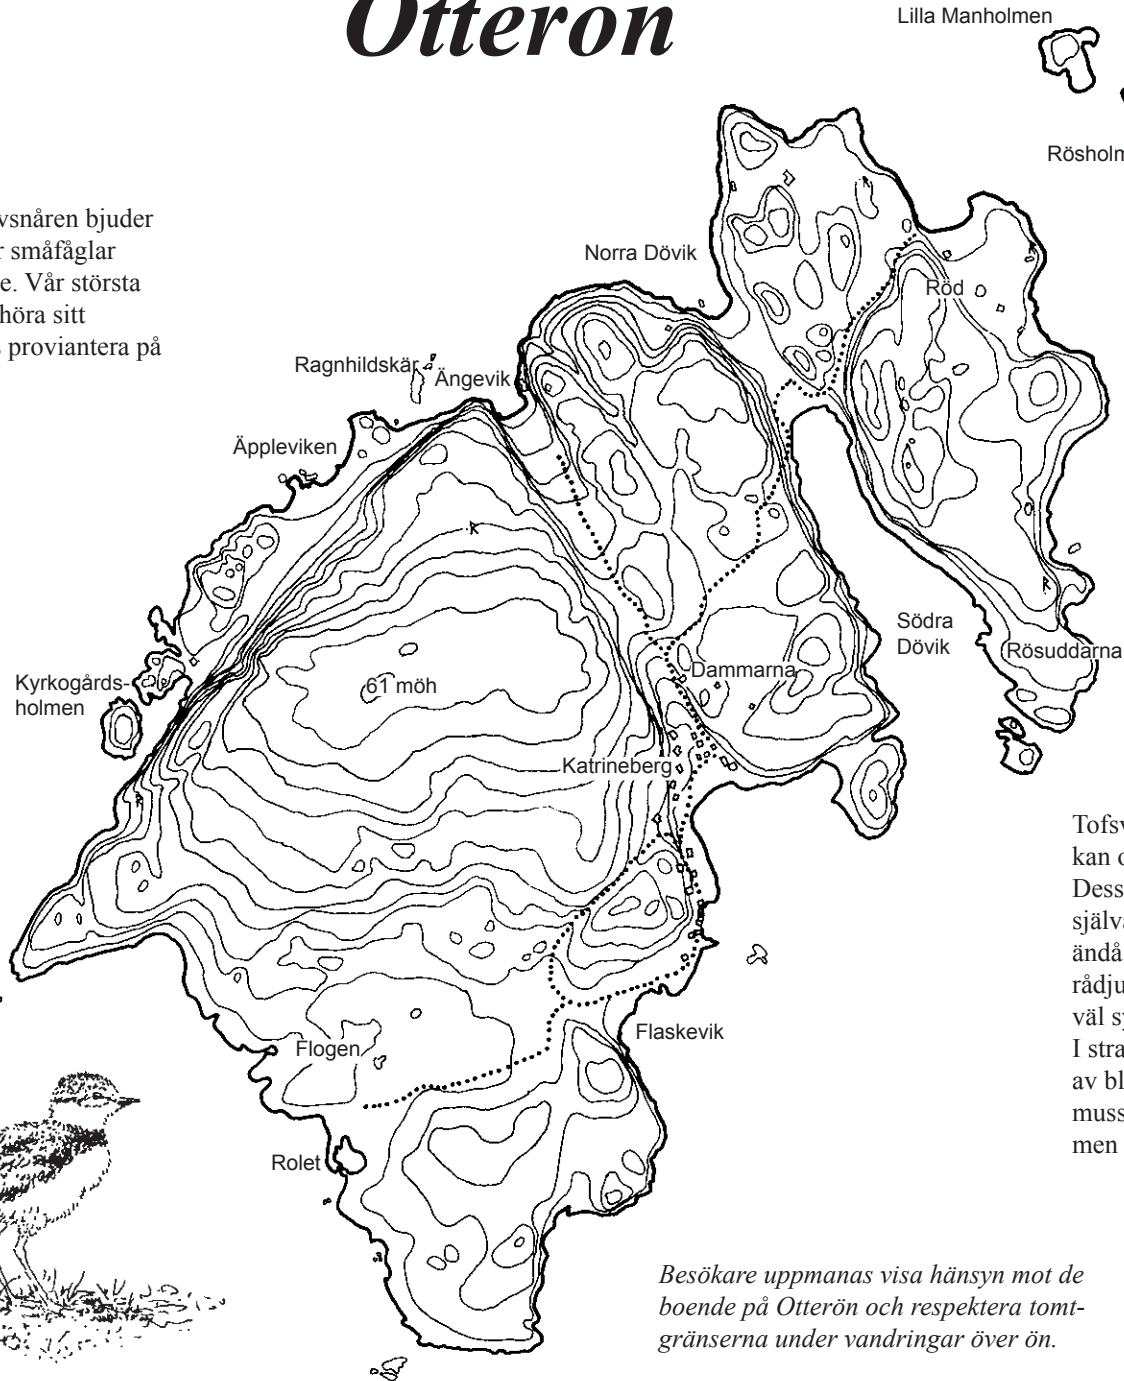 Otterön
Lilla Manholmen
Rösholm
vsnåren bjuder
r småfåglar
e. Vår största
höra sitt
proviantera på
Norra Dövik
Röd
Ragnhildskär
Ängevik
Äppleviken
Södra
Dövik
Rösuddarna
Dammarna
Kyrkogårds-
holmen
61 möh
Katrineberg
Tofsv
kan o
Dess
själva
ändå
rådju
väl sy
I stra
av bl
muss
men
Flaskevik
Flogen
Rolet
Besökare uppmanas visa hänsyn mot de
boende på Otterön och respektera tomt-
gränserna under vandringar över ön.